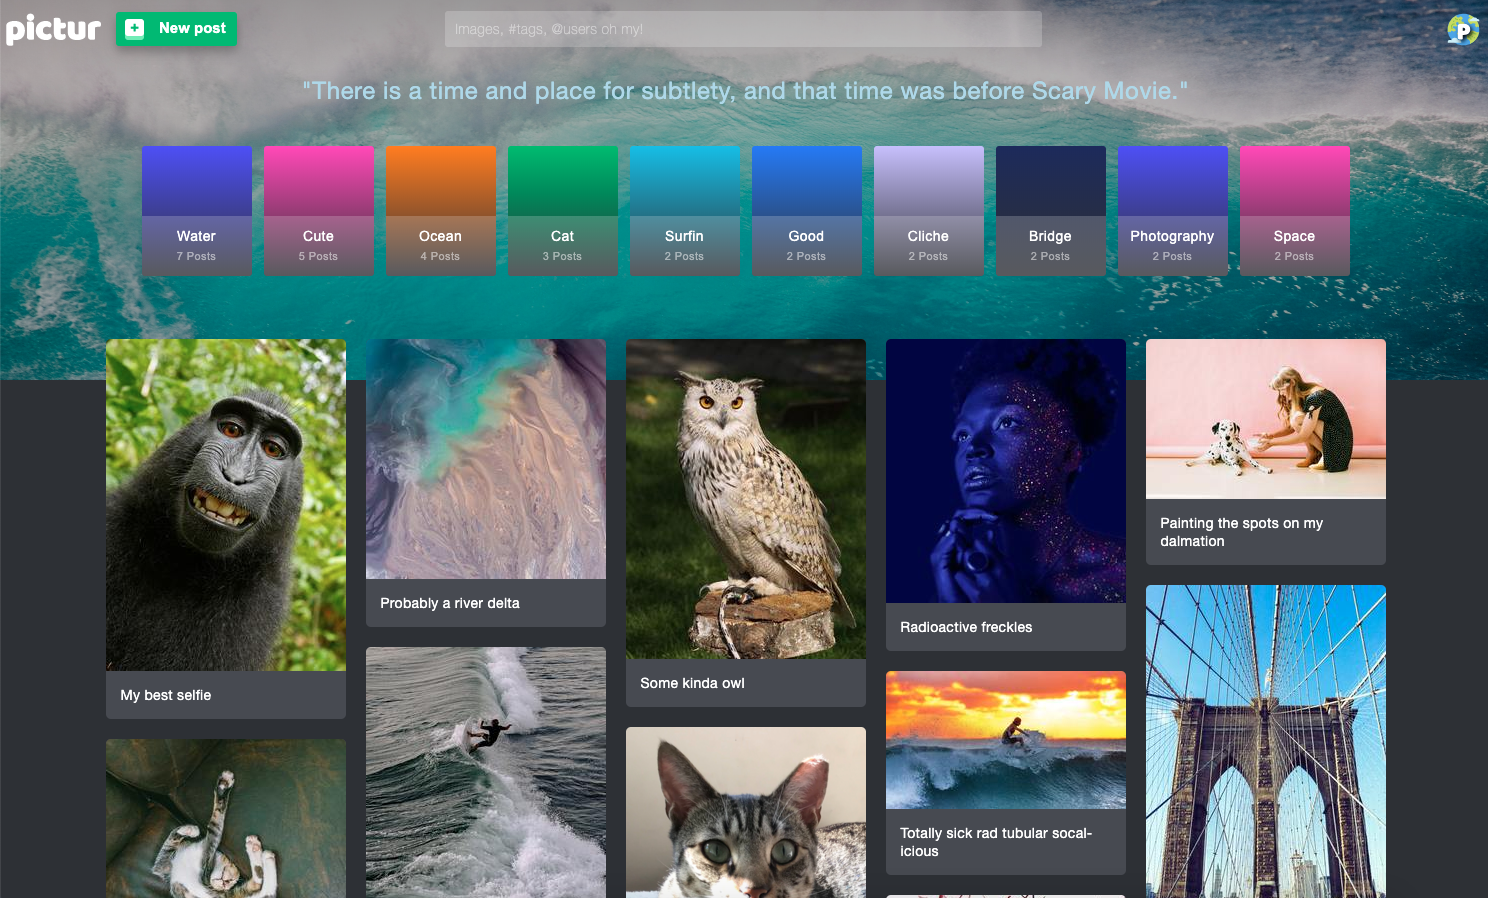 pictur
New post
Images, #tags, @users oh my!
P
"There is a time and place for subtlety, and that time was before Scary Movie."
Water
7 Posts
Cute
5 Posts
Ocean
4 Posts
Cat
3 Posts
Surfin
2 Posts
Good
2 Posts
Cliche
2 Posts
Bridge
2 Posts
Photography
2 Posts
Space
2 Posts
My best selfie
Probably a river delta
Some kinda owl
Radioactive freckles
Painting the spots on my
dalmation
Totally sick rad tubular socal-
icious